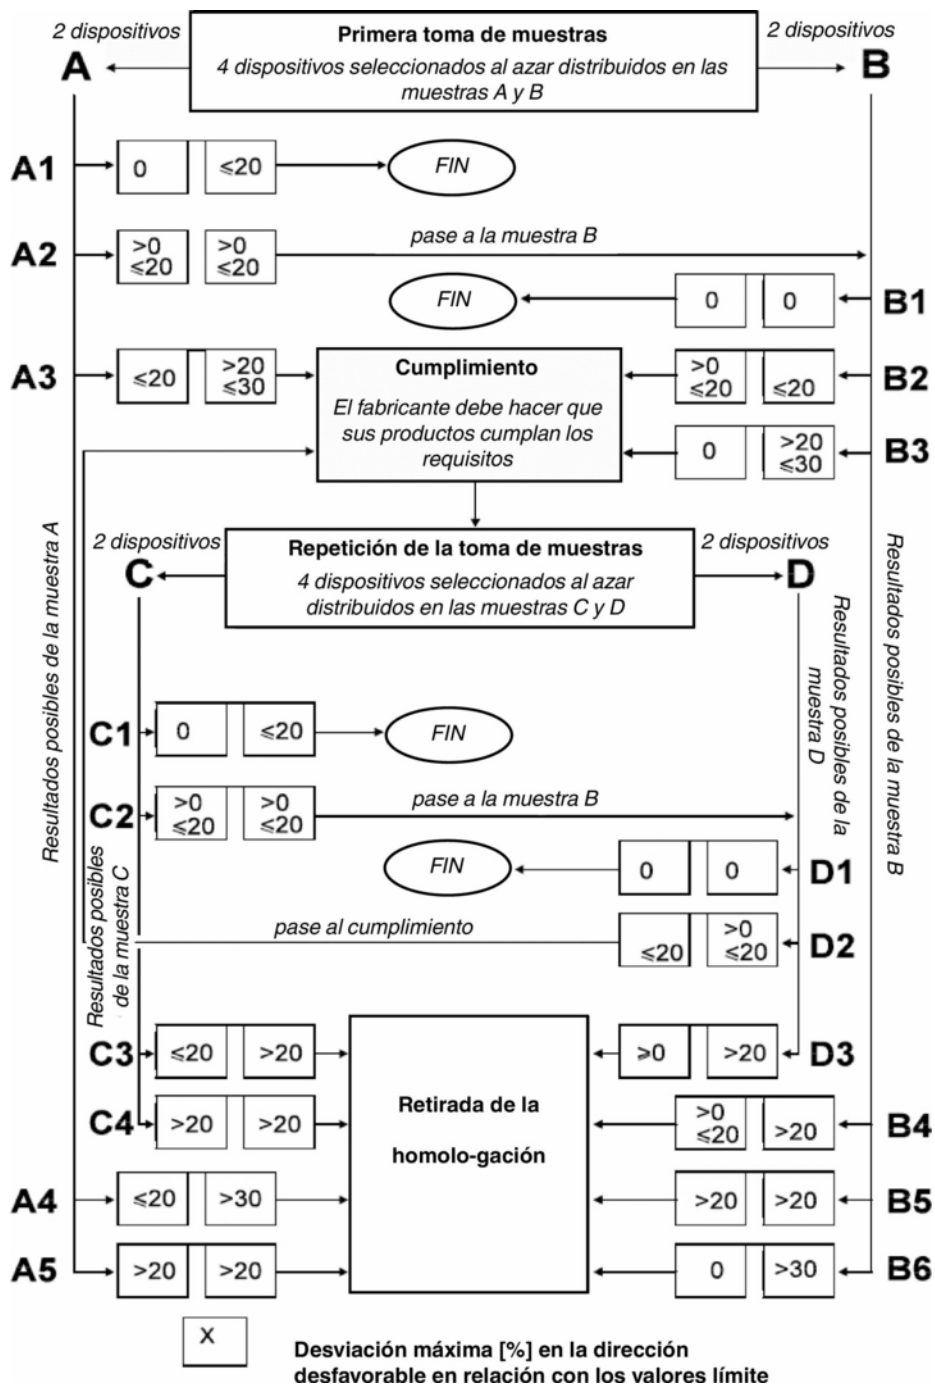 2 dispositivos
Primera toma de muestras
2 dispositivos
A
4 dispositivos seleccionados al azar distribuidos en las
muestras A y B
B
A1
0
≤20
FIN
A2
>0
≤20
>0
≤20
pase a la muestra B
FIN
0
0
B1
A3
≤20
>20
≤30
Cumplimiento
El fabricante debe hacer que
sus productos cumplan los
requisitos
>0
≤20
≤20
B2
0
>20
≤30
B3
Resultados posibles de la muestra A
2 dispositivos
Repetición de la toma de muestras
2 dispositivos
C
4 dispositivos seleccionados al azar
distribuidos en las muestras C y D
D
Resultados posibles de la
muestra D
Resultados posibles de la muestra B
C1
0
≤20
FIN
C2
>0
≤20
>0
≤20
pase a la muestra B
FIN
0
0
D1
Resultados posibles
de la muestra C
pase al cumplimiento
≤20
>0
≤20
D2
C3
≤20
>20
Retirada de la
homolo-gación
≥0
>20
D3
C4
>20
>20
>0
≤20
>20
B4
A4
≤20
>30
>20
>20
B5
A5
>20
>20
0
>30
B6
X
Desviación máxima [%] en la dirección
desfavorable en relación con los valores límite